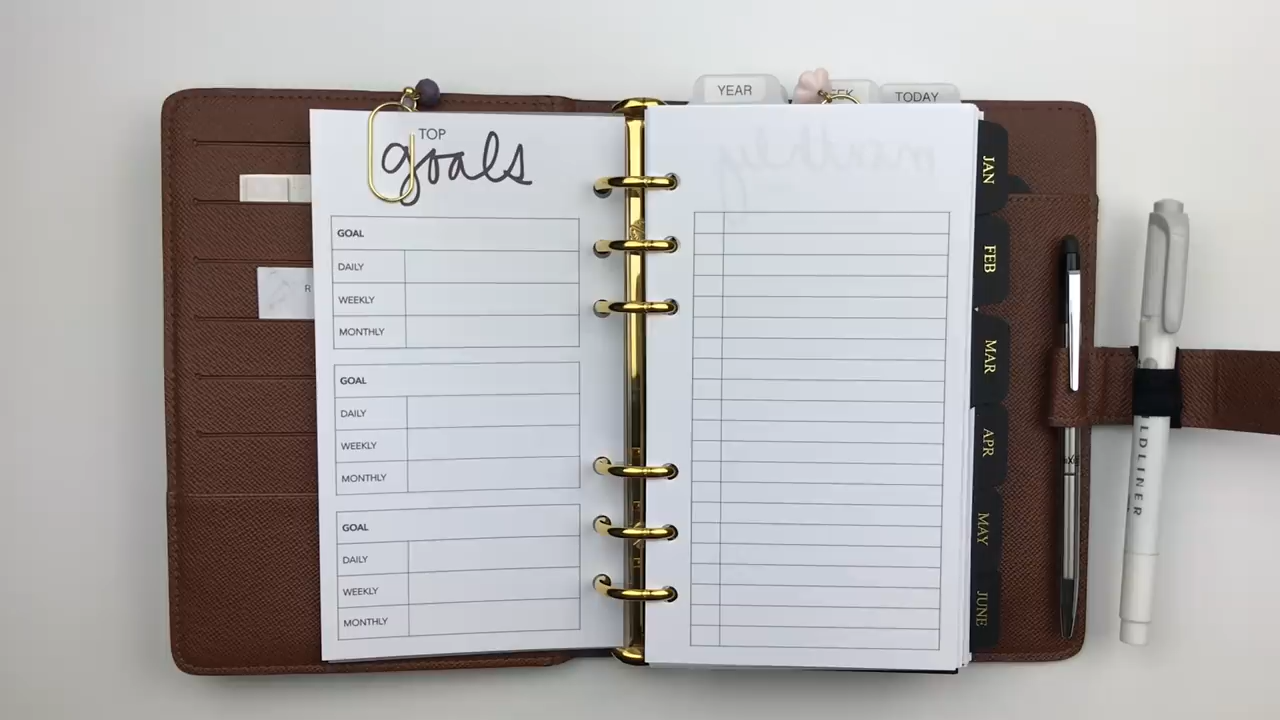 YEAR
TODAY
TOP
goals
GOAL
DAILY
WEEKLY
MONTHLY
GOAL
DAILY
WEEKLY
MONTHLY
GOAL
DAILY
WEEKLY
MONTHLY
R
JAN
FEB
MAR
APR
MAY
JUNE
LDLINER